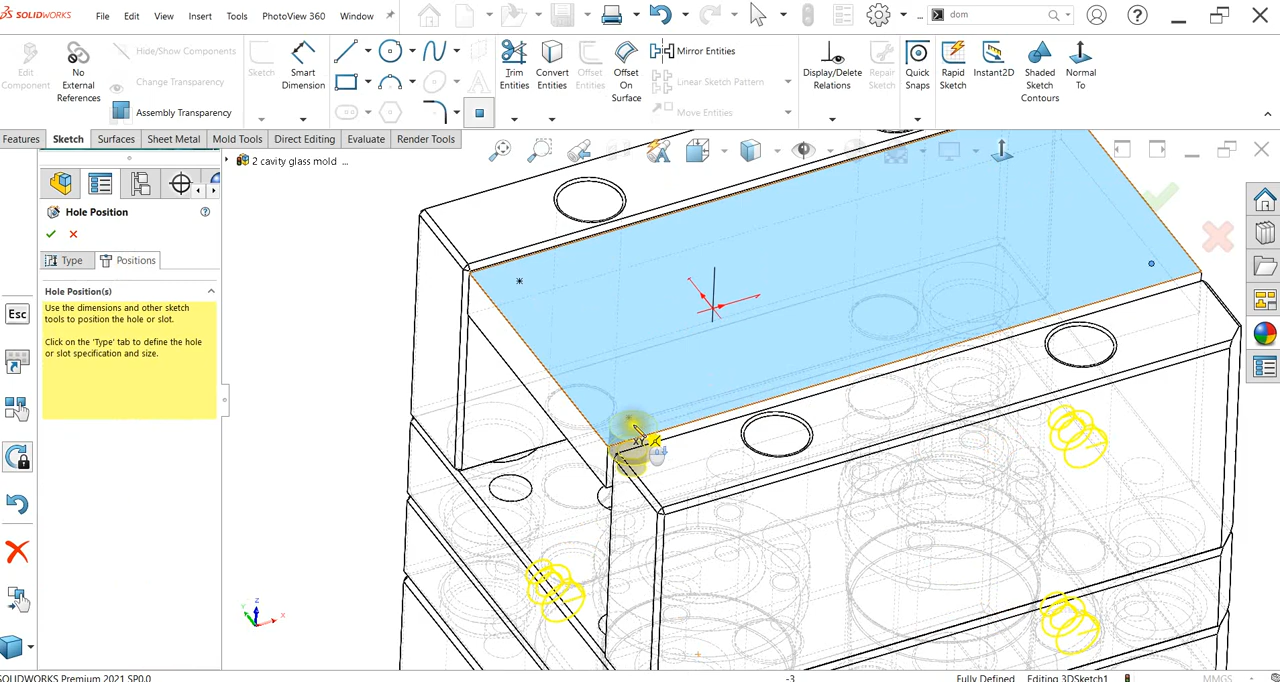 SOLIDWORKS File Edit View Insert Tools PhotoView 360 Window ... dom
Edit Component
No External References
Hide/Show Components
Change Transparency
Assembly Transparency
Sketch
Smart Dimension
Trim Entities
Convert Entities
Offset Entities
Offset On Surface
Mirror Entities
Linear Sketch Pattern
Move Entities
Display/Delete Relations
Repair Sketch
Quick Snaps
Rapid Sketch
Instant2D
Shaded Sketch Contours
Normal To
Features Sketch Surfaces Sheet Metal Mold Tools Direct Editing Evaluate Render Tools
2 cavity glass mold ...
Hole Position
Type Positions
Hole Position(s)
Use the dimensions and other sketch
tools to position the hole or slot.
Click on the 'Type' tab to define the hole
or slot specification and size.
Esc
XY
Z
X
SOLIDWORKS Premium 2021 SP0.0
-3 Fully Defined Editing 3DSketch1 MMGS